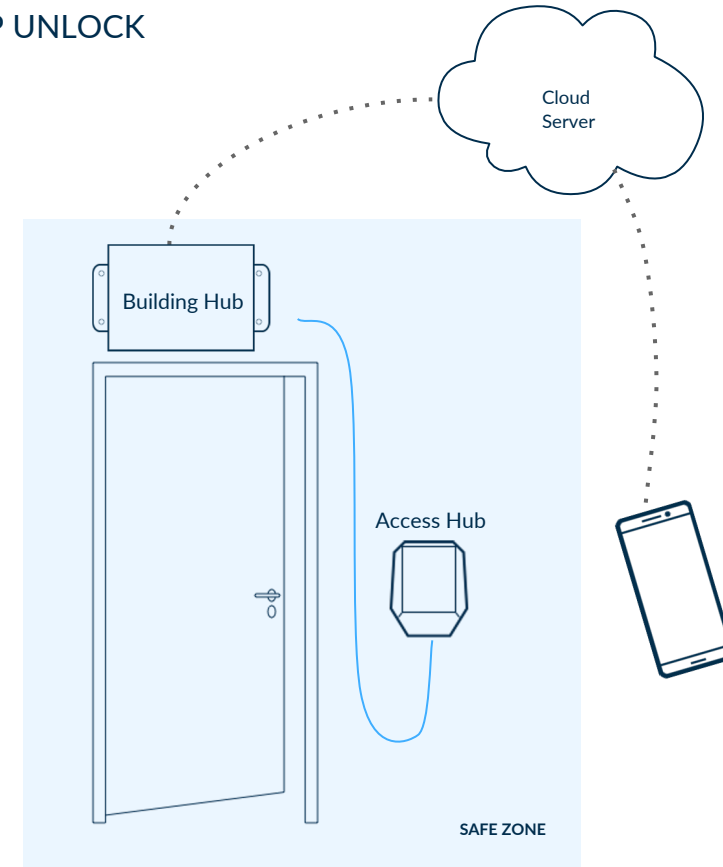 UNLOCK
Cloud
Server
Building Hub
Access Hub
SAFE ZONE